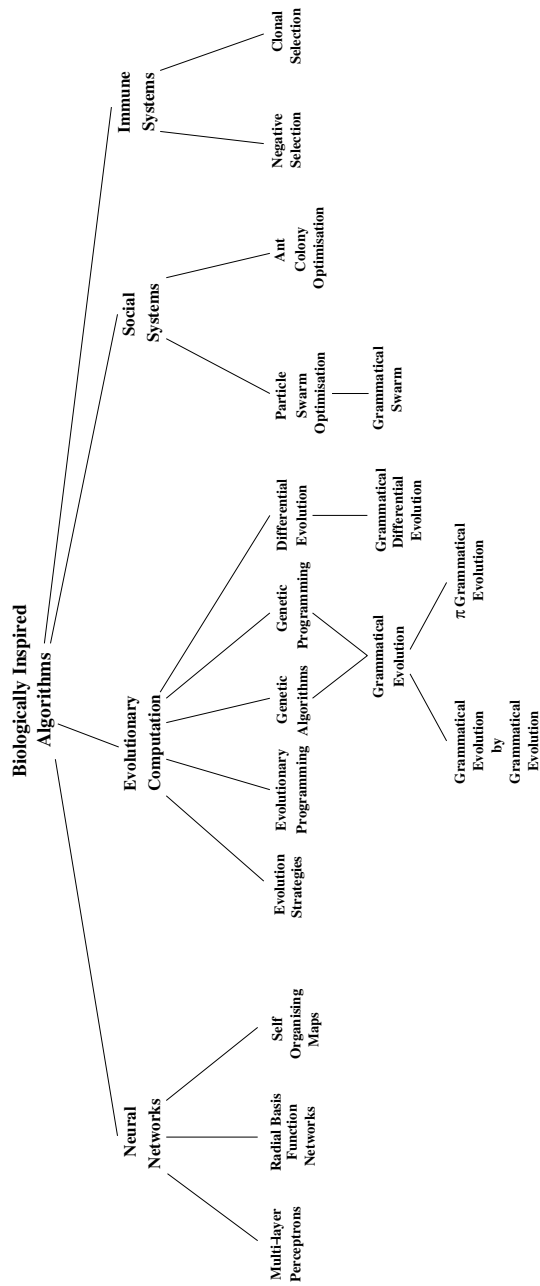 Biologically Inspired
Algorithms
Neural
Networks
Evolutionary
Computation
Social
Systems
Immune
Systems
Multi-layer
Perceptrons
Radial Basis
Function
Networks
Self
Organising
Maps
Evolution
Strategies
Evolutionary
Programming
Genetic
Algorithms
Genetic
Programming
Differential
Evolution
Particle
Swarm
Optimisation
Ant
Colony
Optimisation
Negative
Selection
Clonal
Selection
Grammatical
Evolution
Grammatical
Differential
Evolution
Grammatical
Swarm
Grammatical
Evolution
by
Grammatical
Evolution
π Grammatical
Evolution